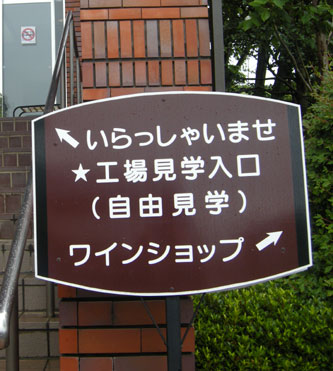 ↖いらっしゃいませ
★工場見学入口
(自由見学)
ワインショップ↗